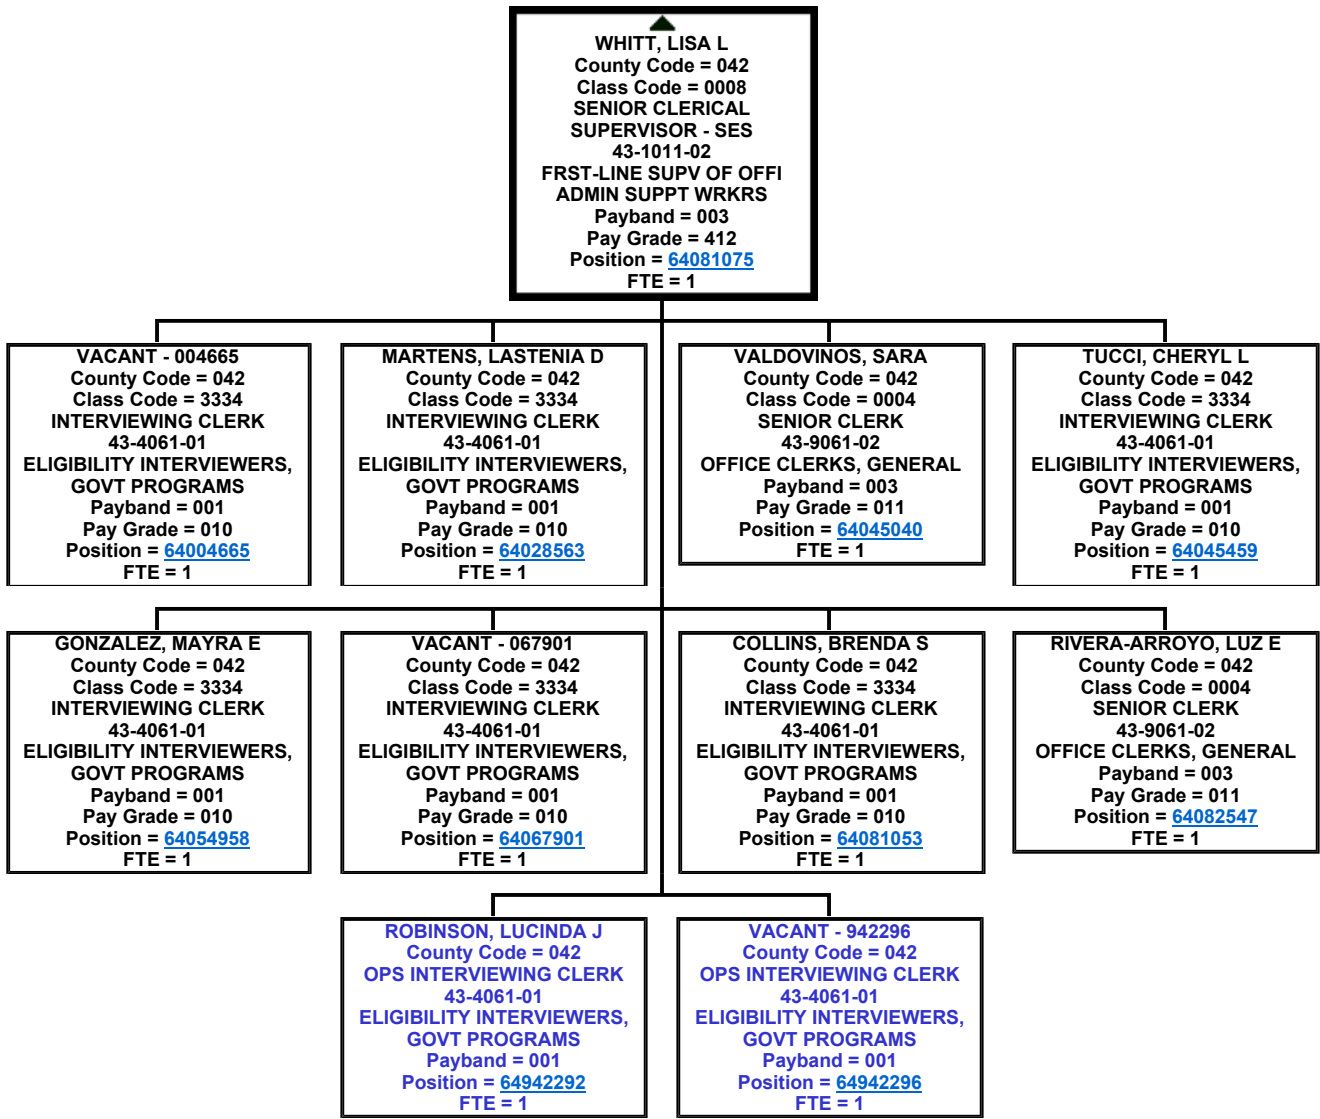 WHITT, LISA L
County Code = 042
Class Code = 0008
SENIOR CLERICAL
SUPERVISOR - SES
43-1011-02
FRST-LINE SUPV OF OFFI
ADMIN SUPPT WRKRS
Payband = 003
Pay Grade = 412
Position = 64081075
FTE = 1
VACANT - 004665
County Code = 042
Class Code = 3334
INTERVIEWING CLERK
43-4061-01
ELIGIBILITY INTERVIEWERS,
GOVT PROGRAMS
Payband = 001
Pay Grade = 010
Position = 64004665
FTE = 1
MARTENS, LASTENIA D
County Code = 042
Class Code = 3334
INTERVIEWING CLERK
43-4061-01
ELIGIBILITY INTERVIEWERS,
GOVT PROGRAMS
Payband = 001
Pay Grade = 010
Position = 64028563
FTE = 1
VALDOVINOS, SARA
County Code = 042
Class Code = 0004
SENIOR CLERK
43-9061-02
OFFICE CLERKS, GENERAL
Payband = 003
Pay Grade = 011
Position = 64045040
FTE = 1
TUCCI, CHERYL L
County Code = 042
Class Code = 3334
INTERVIEWING CLERK
43-4061-01
ELIGIBILITY INTERVIEWERS,
GOVT PROGRAMS
Payband = 001
Pay Grade = 010
Position = 64045459
FTE = 1
GONZALEZ, MAYRA E
County Code = 042
Class Code = 3334
INTERVIEWING CLERK
43-4061-01
ELIGIBILITY INTERVIEWERS,
GOVT PROGRAMS
Payband = 001
Pay Grade = 010
Position = 64054958
FTE = 1
VACANT - 067901
County Code = 042
Class Code = 3334
INTERVIEWING CLERK
43-4061-01
ELIGIBILITY INTERVIEWERS,
GOVT PROGRAMS
Payband = 001
Pay Grade = 010
Position = 64067901
FTE = 1
COLLINS, BRENDA S
County Code = 042
Class Code = 3334
INTERVIEWING CLERK
43-4061-01
ELIGIBILITY INTERVIEWERS,
GOVT PROGRAMS
Payband = 001
Pay Grade = 010
Position = 64081053
FTE = 1
RIVERA-ARROYO, LUZ E
County Code = 042
Class Code = 0004
SENIOR CLERK
43-9061-02
OFFICE CLERKS, GENERAL
Payband = 003
Pay Grade = 011
Position = 64082547
FTE = 1
ROBINSON, LUCINDA J
County Code = 042
OPS INTERVIEWING CLERK
43-4061-01
ELIGIBILITY INTERVIEWERS,
GOVT PROGRAMS
Payband = 001
Position = 64942292
FTE = 1
VACANT - 942296
County Code = 042
OPS INTERVIEWING CLERK
43-4061-01
ELIGIBILITY INTERVIEWERS,
GOVT PROGRAMS
Payband = 001
Position = 64942296
FTE = 1